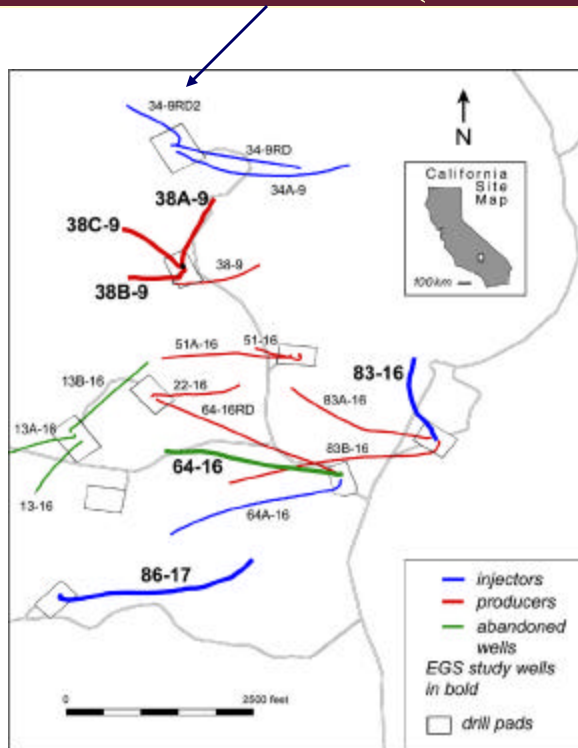 34-9RD2
N
34-9RD
34A-9
California
Site
Map
100km
38A-9
38C-9
38-9
38B-9
51A-16
51-16
83-16
13B-16
22-16
83A-16
64-16RD
13A-16
83B-16
64-16
13-16
64A-16
86-17
injectors
producers
abandoned
wells
EGS study wells
in bold
drill pads
0
2500 feet